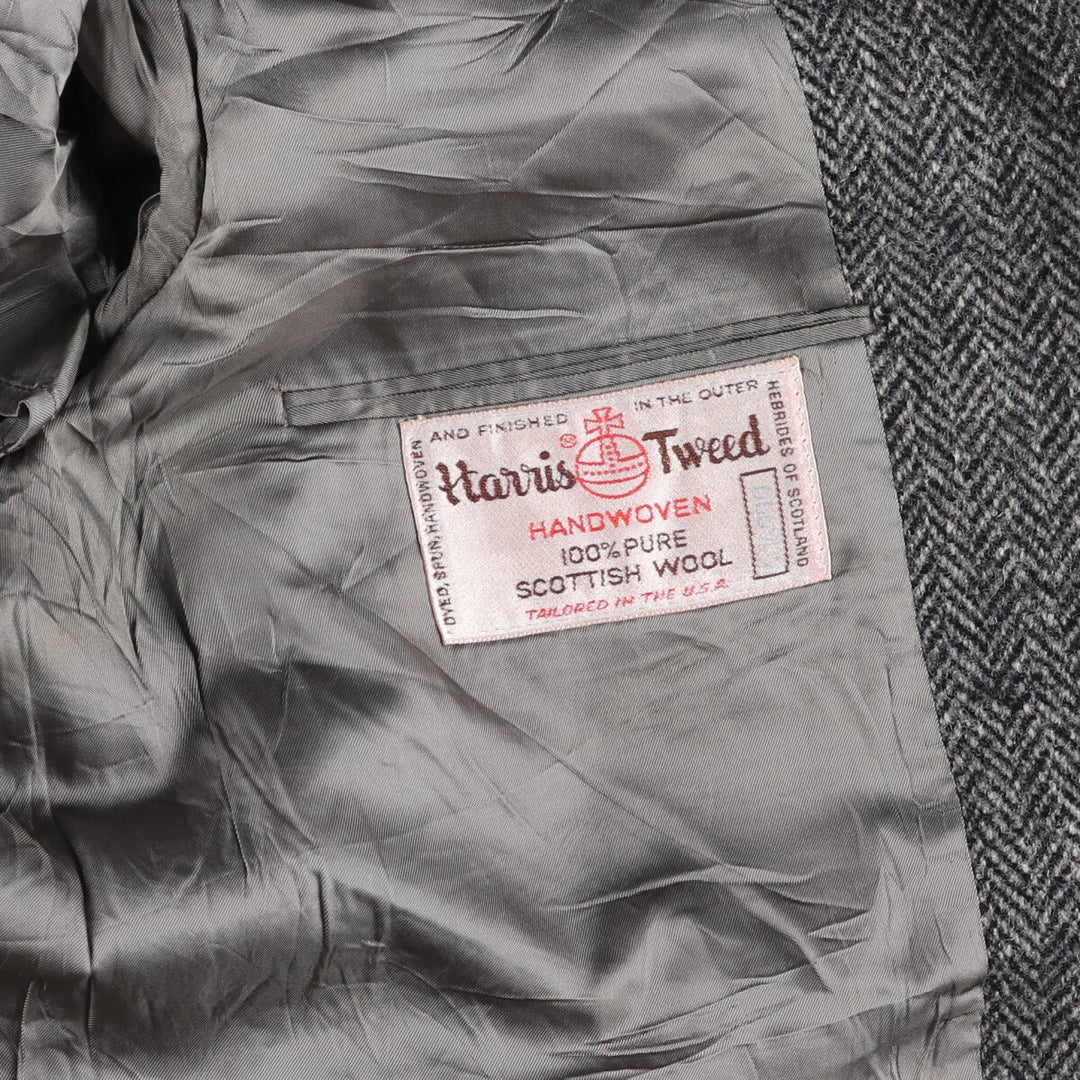 DYED, SPUN, HANDWOVEN
AND FINISHED
IN THE OUTER
HEBRIDES OF SCOTLAND
Harris ® Tweed
HANDWOVEN
100% PURE
SCOTTISH WOOL
TAILORED IN THE U.S.A.